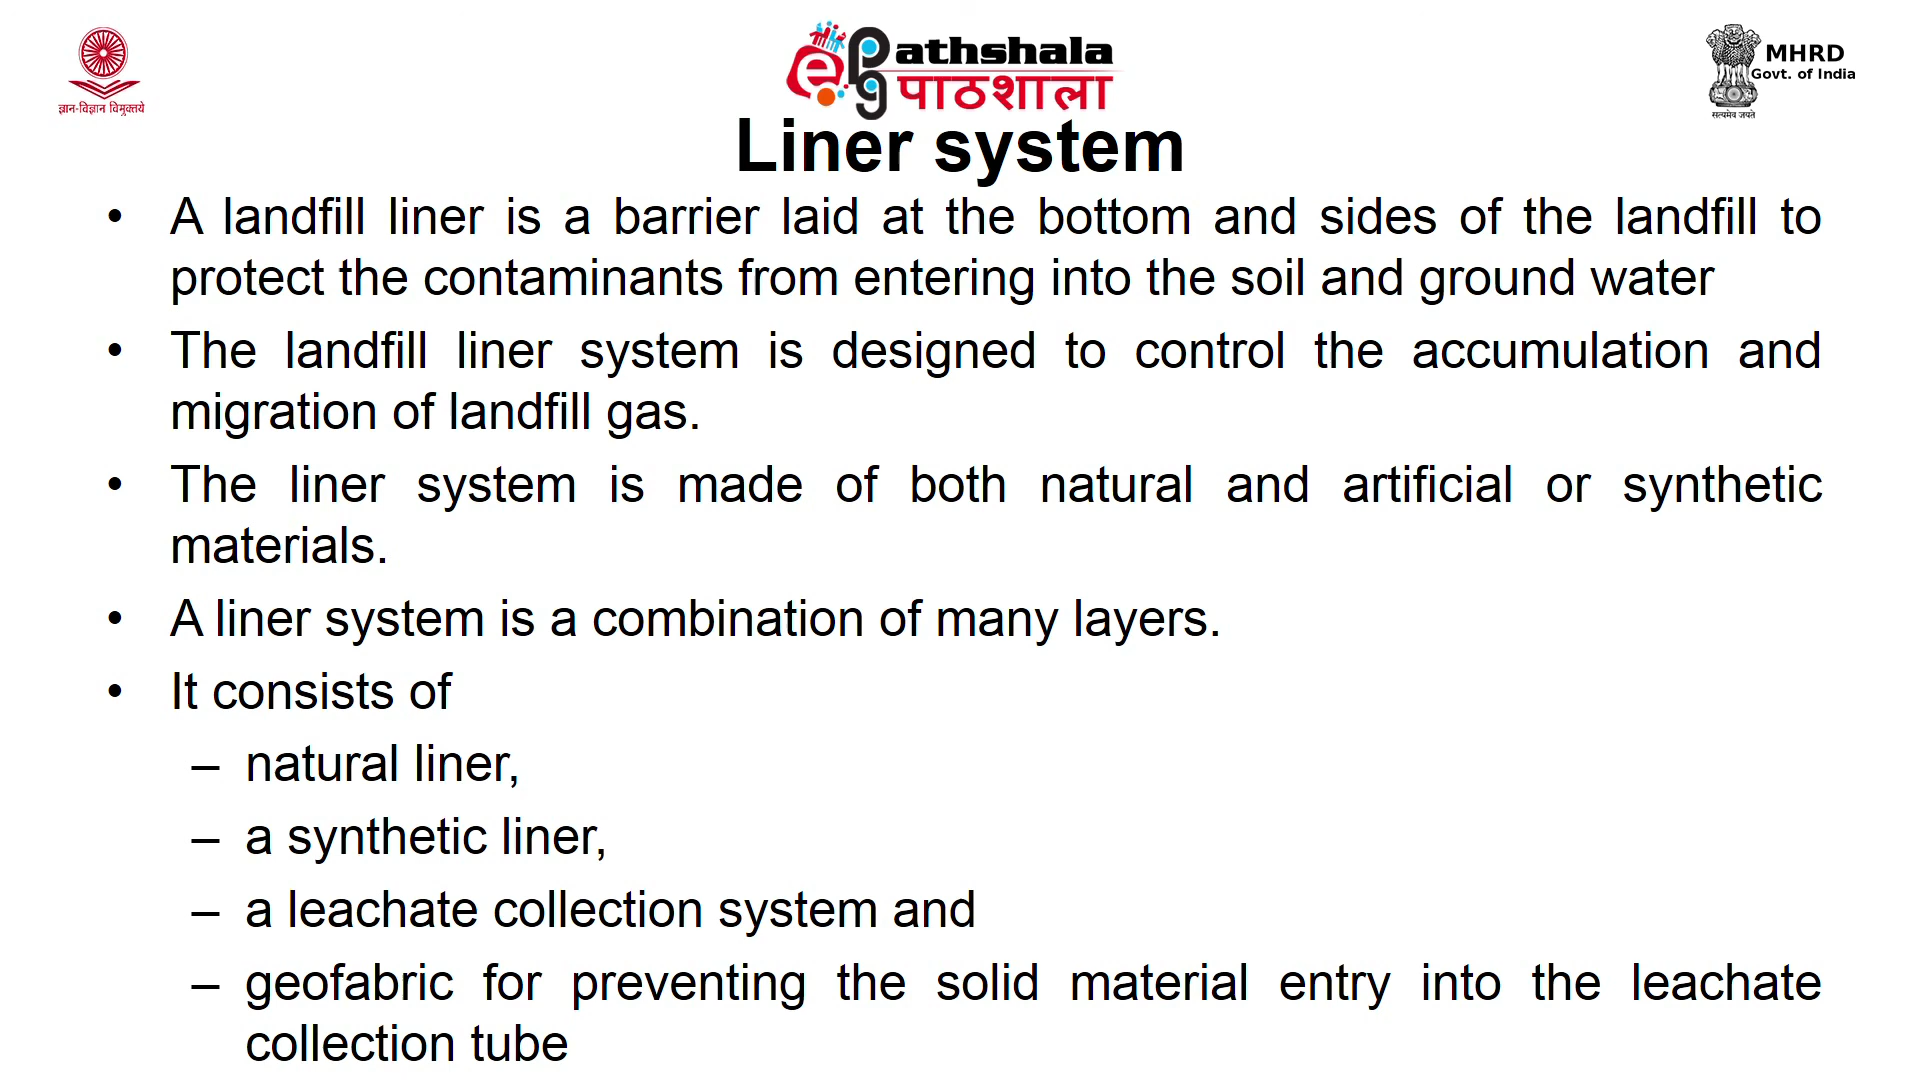 ज्ञान-विज्ञान विमुक्तये
ePGathshala
पाठशाला
MHRD
Govt. of India
सत्यमेव जयते
Liner system
• A landfill liner is a barrier laid at the bottom and sides of the landfill to
protect the contaminants from entering into the soil and ground water
• The landfill liner system is designed to control the accumulation and
migration of landfill gas.
• The liner system is made of both natural and artificial or synthetic
materials.
• A liner system is a combination of many layers.
• It consists of
– natural liner,
– a synthetic liner,
– a leachate collection system and
– geofabric for preventing the solid material entry into the leachate
collection tube